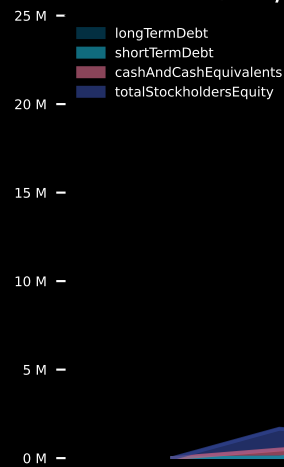 25 M
longTermDebt
shortTermDebt
cashAndCashEquivalents
totalStockholdersEquity
20 M
15 M
10 M
5 M
0 M